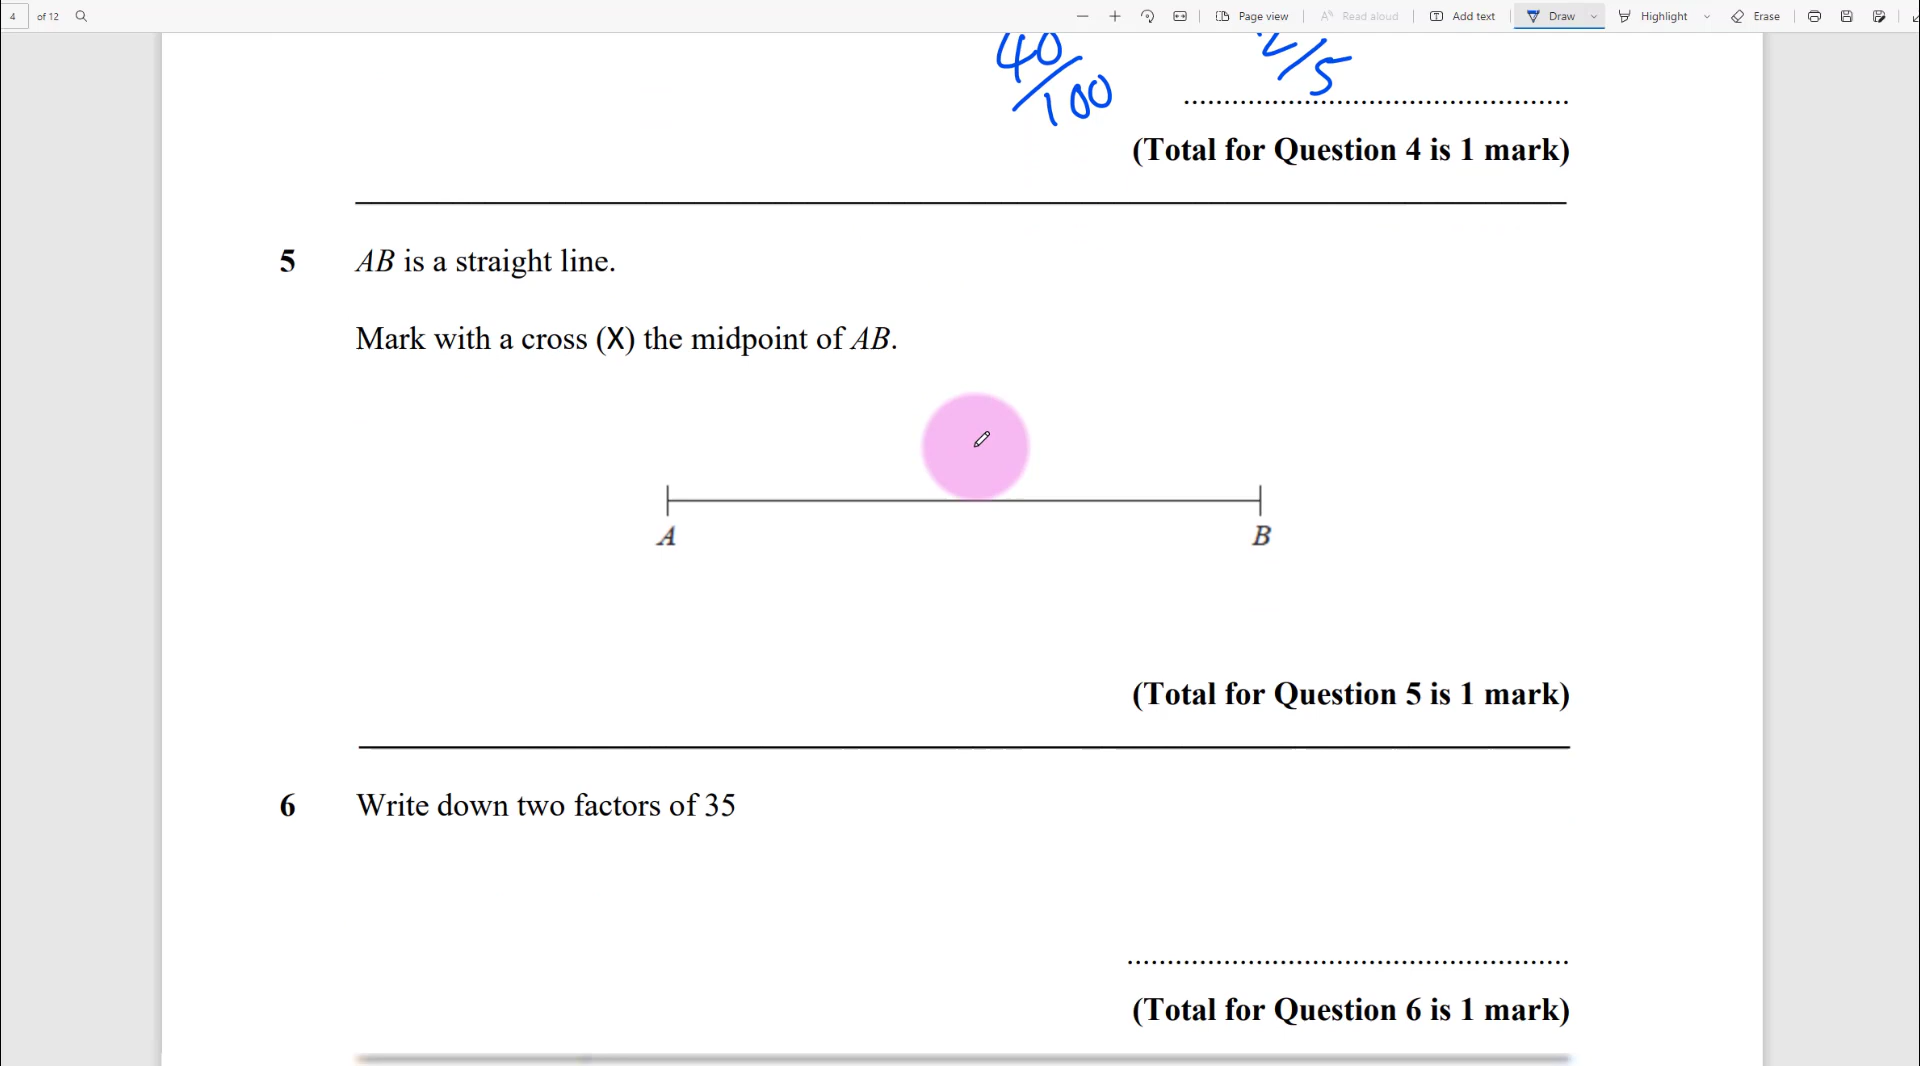 4 of 12 Page view Read aloud Add text Draw Highlight Erase
40/100 2/5
(Total for Question 4 is 1 mark)
5 AB is a straight line.
Mark with a cross (X) the midpoint of AB.
A B
(Total for Question 5 is 1 mark)
6 Write down two factors of 35
(Total for Question 6 is 1 mark)